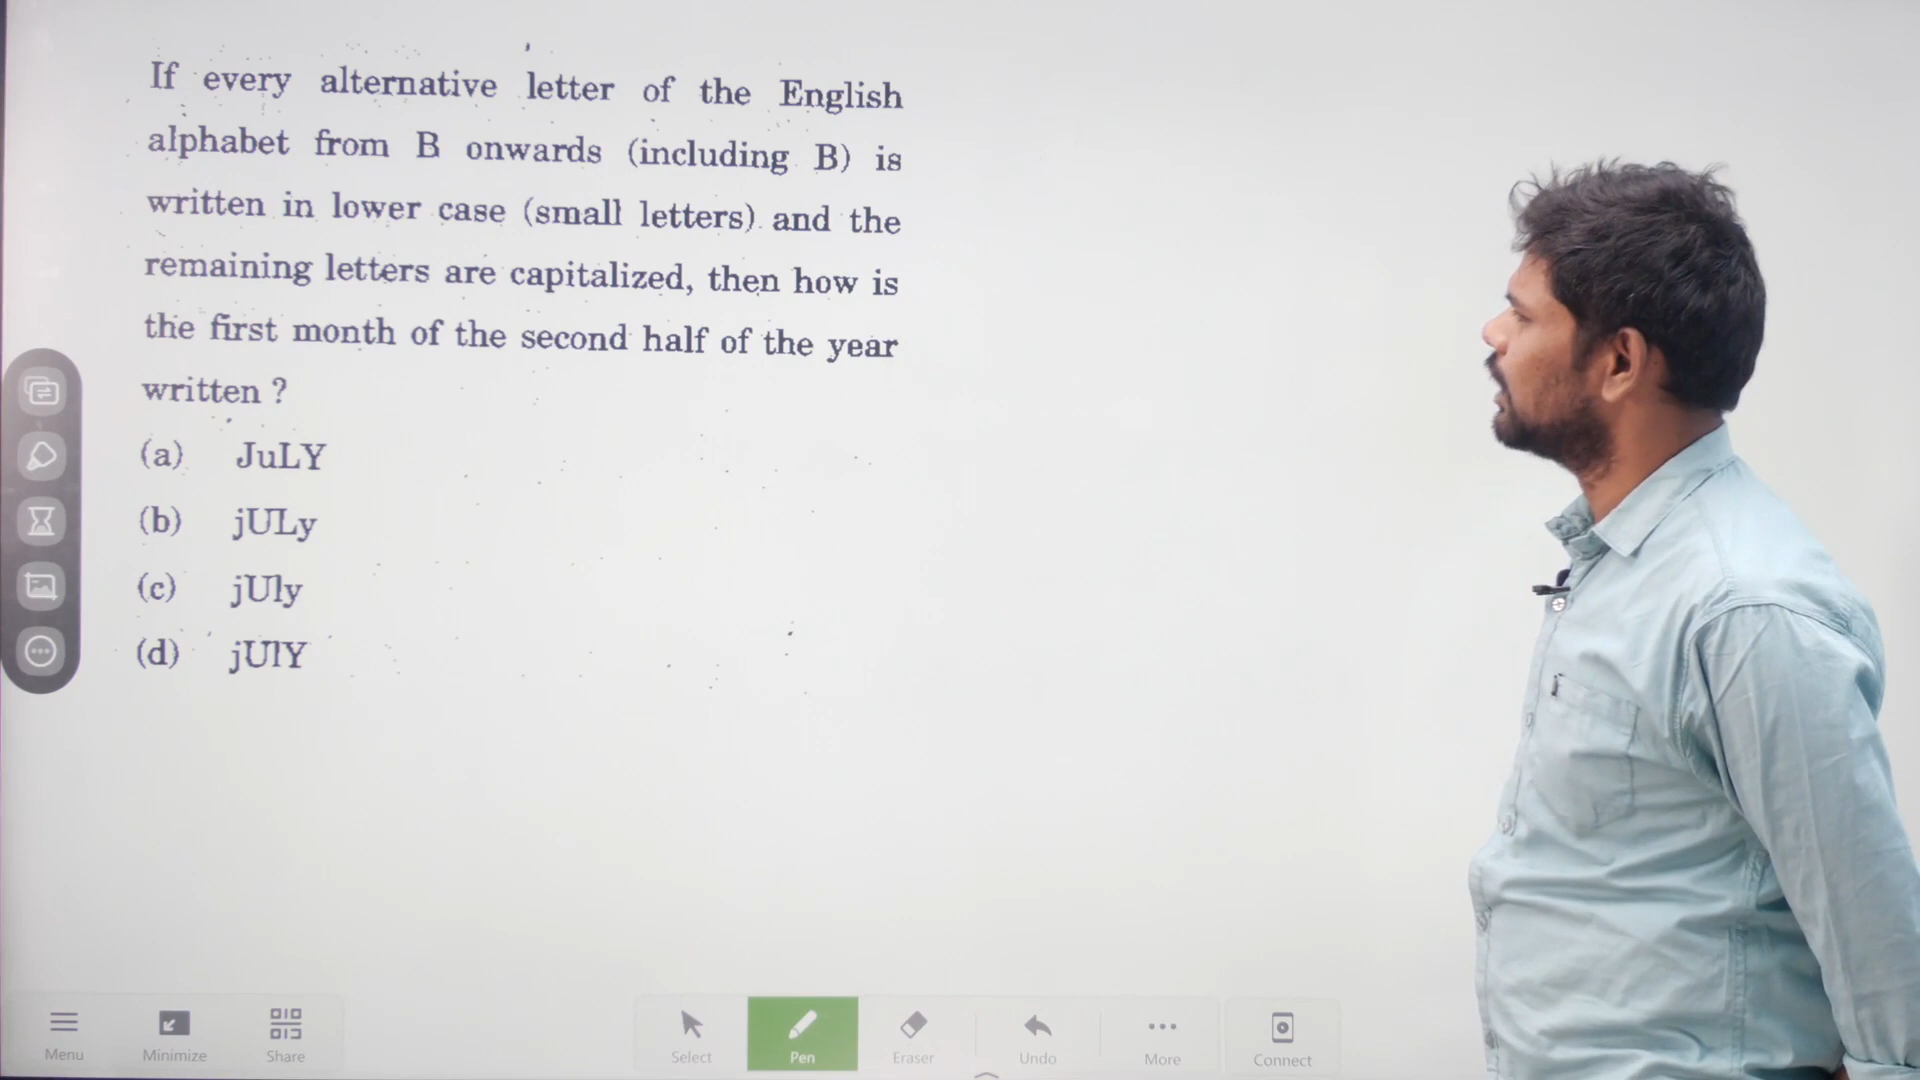 If every alternative letter of the English
alphabet from B onwards (including B) is
written in lower case (small letters) and the
remaining letters are capitalized, then how is
the first month of the second half of the year
written ?
(a) JuLY
(b) jULy
(c) jUly
(d) jUlY
Menu
Minimize
Share
Select
Pen
Eraser
Undo
More
Connect